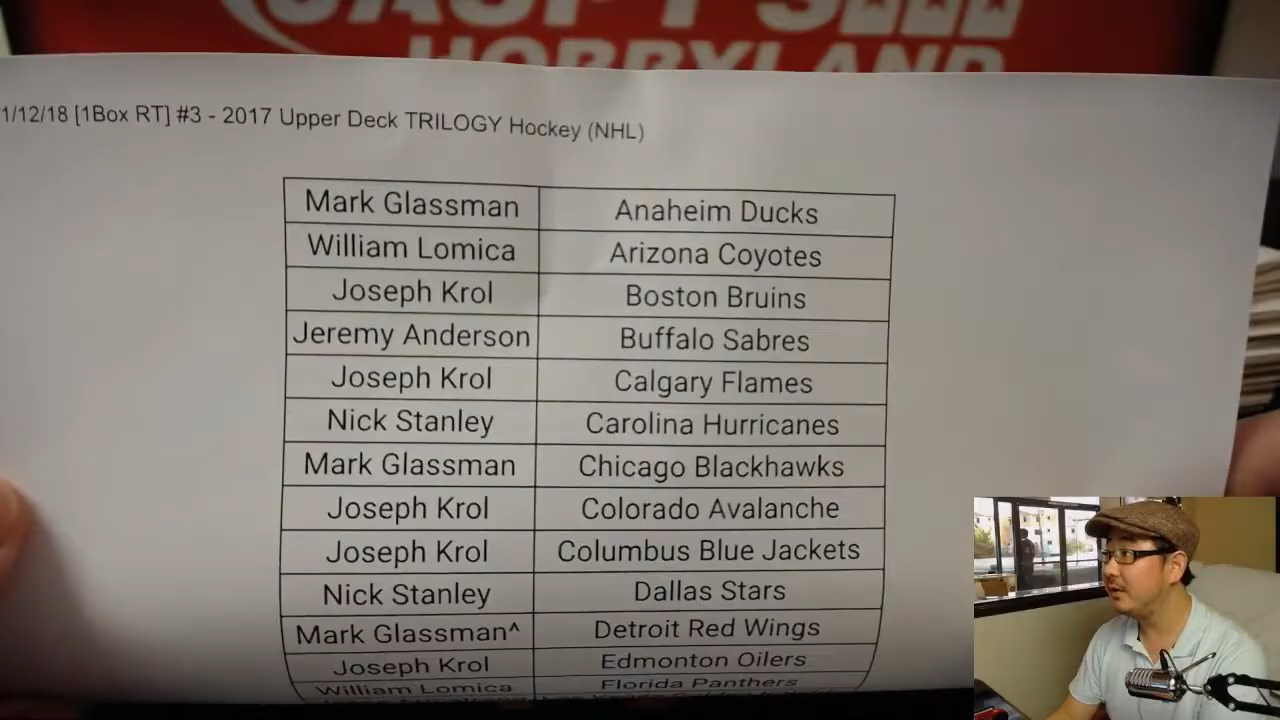 JASPY'S
HOBBYLAND
1/12/18 [1Box RT] #3 - 2017 Upper Deck TRILOGY Hockey (NHL)
Mark Glassman Anaheim Ducks
William Lomica Arizona Coyotes
Joseph Krol Boston Bruins
Jeremy Anderson Buffalo Sabres
Joseph Krol Calgary Flames
Nick Stanley Carolina Hurricanes
Mark Glassman Chicago Blackhawks
Joseph Krol Colorado Avalanche
Joseph Krol Columbus Blue Jackets
Nick Stanley Dallas Stars
Mark Glassman^ Detroit Red Wings
Joseph Krol Edmonton Oilers
William Lomica Florida Panthers